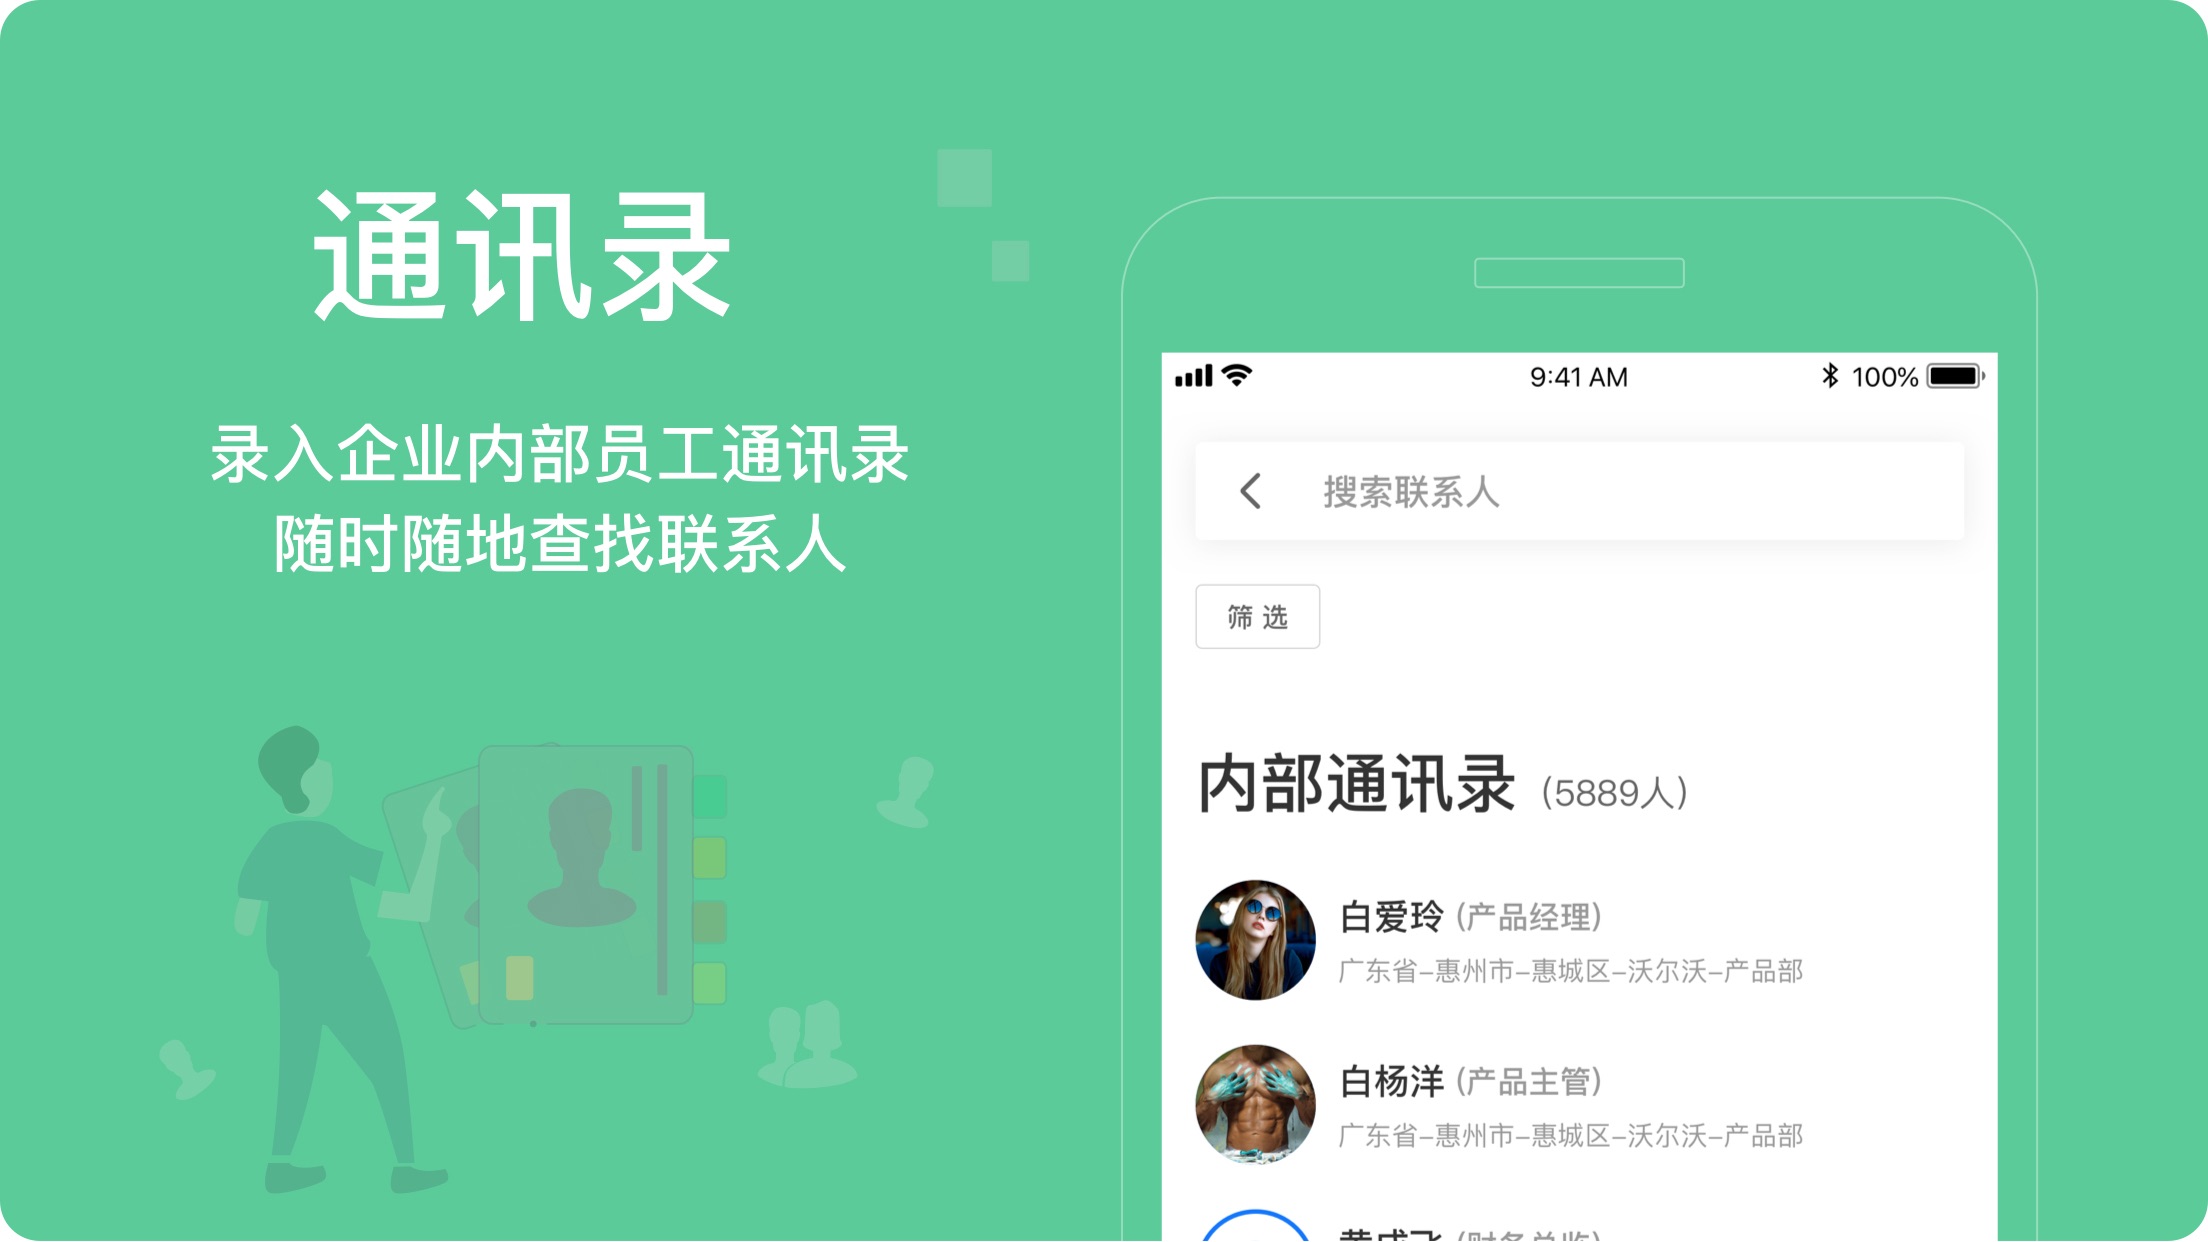 通讯录
录入企业内部员工通讯录
随时随地查找联系人
9:41 AM
100%
搜索联系人
筛选
内部通讯录 (5889人)
白爱玲 (产品经理)
广东省-惠州市-惠城区-沃尔沃-产品部
白杨洋 (产品主管)
广东省-惠州市-惠城区-沃尔沃-产品部